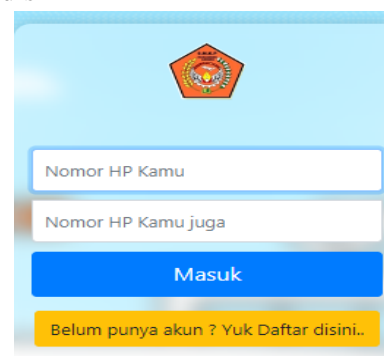 Nomor HP Kamu
Nomor HP Kamu juga
Masuk
Belum punya akun ? Yuk Daftar disini..